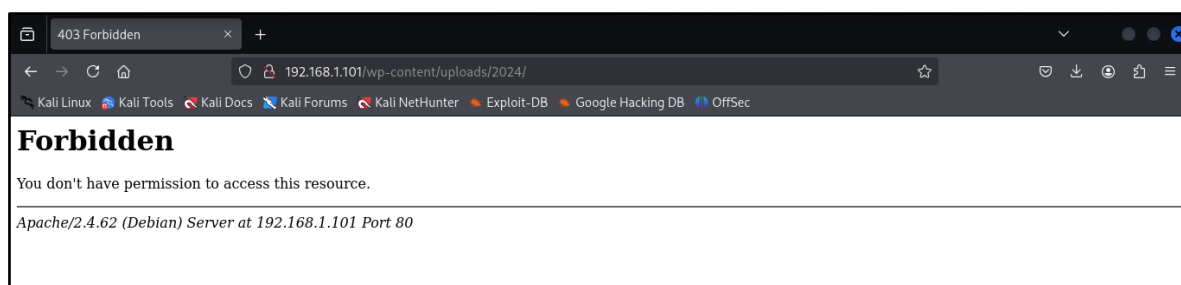 403 Forbidden
192.168.1.101/wp-content/uploads/2024/
Kali Linux Kali Tools Kali Docs Kali Forums Kali NetHunter Exploit-DB Google Hacking DB OffSec
Forbidden
You don't have permission to access this resource.
Apache/2.4.62 (Debian) Server at 192.168.1.101 Port 80